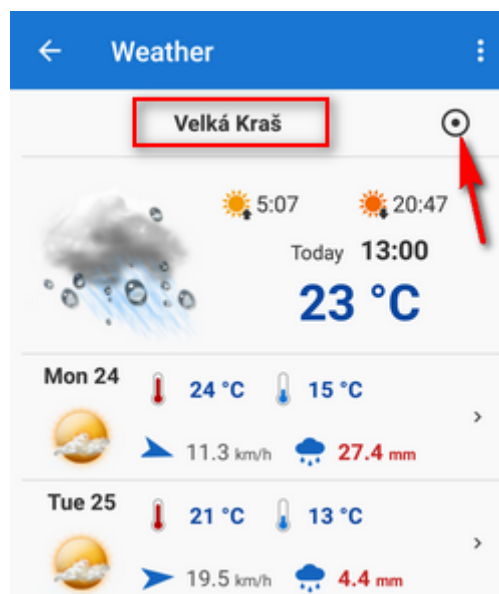 Weather
Velká Kraš
5:07 20:47
Today 13:00
23 °C
Mon 24
24 °C 15 °C
11.3 km/h 27.4 mm
Tue 25
21 °C 13 °C
19.5 km/h 4.4 mm